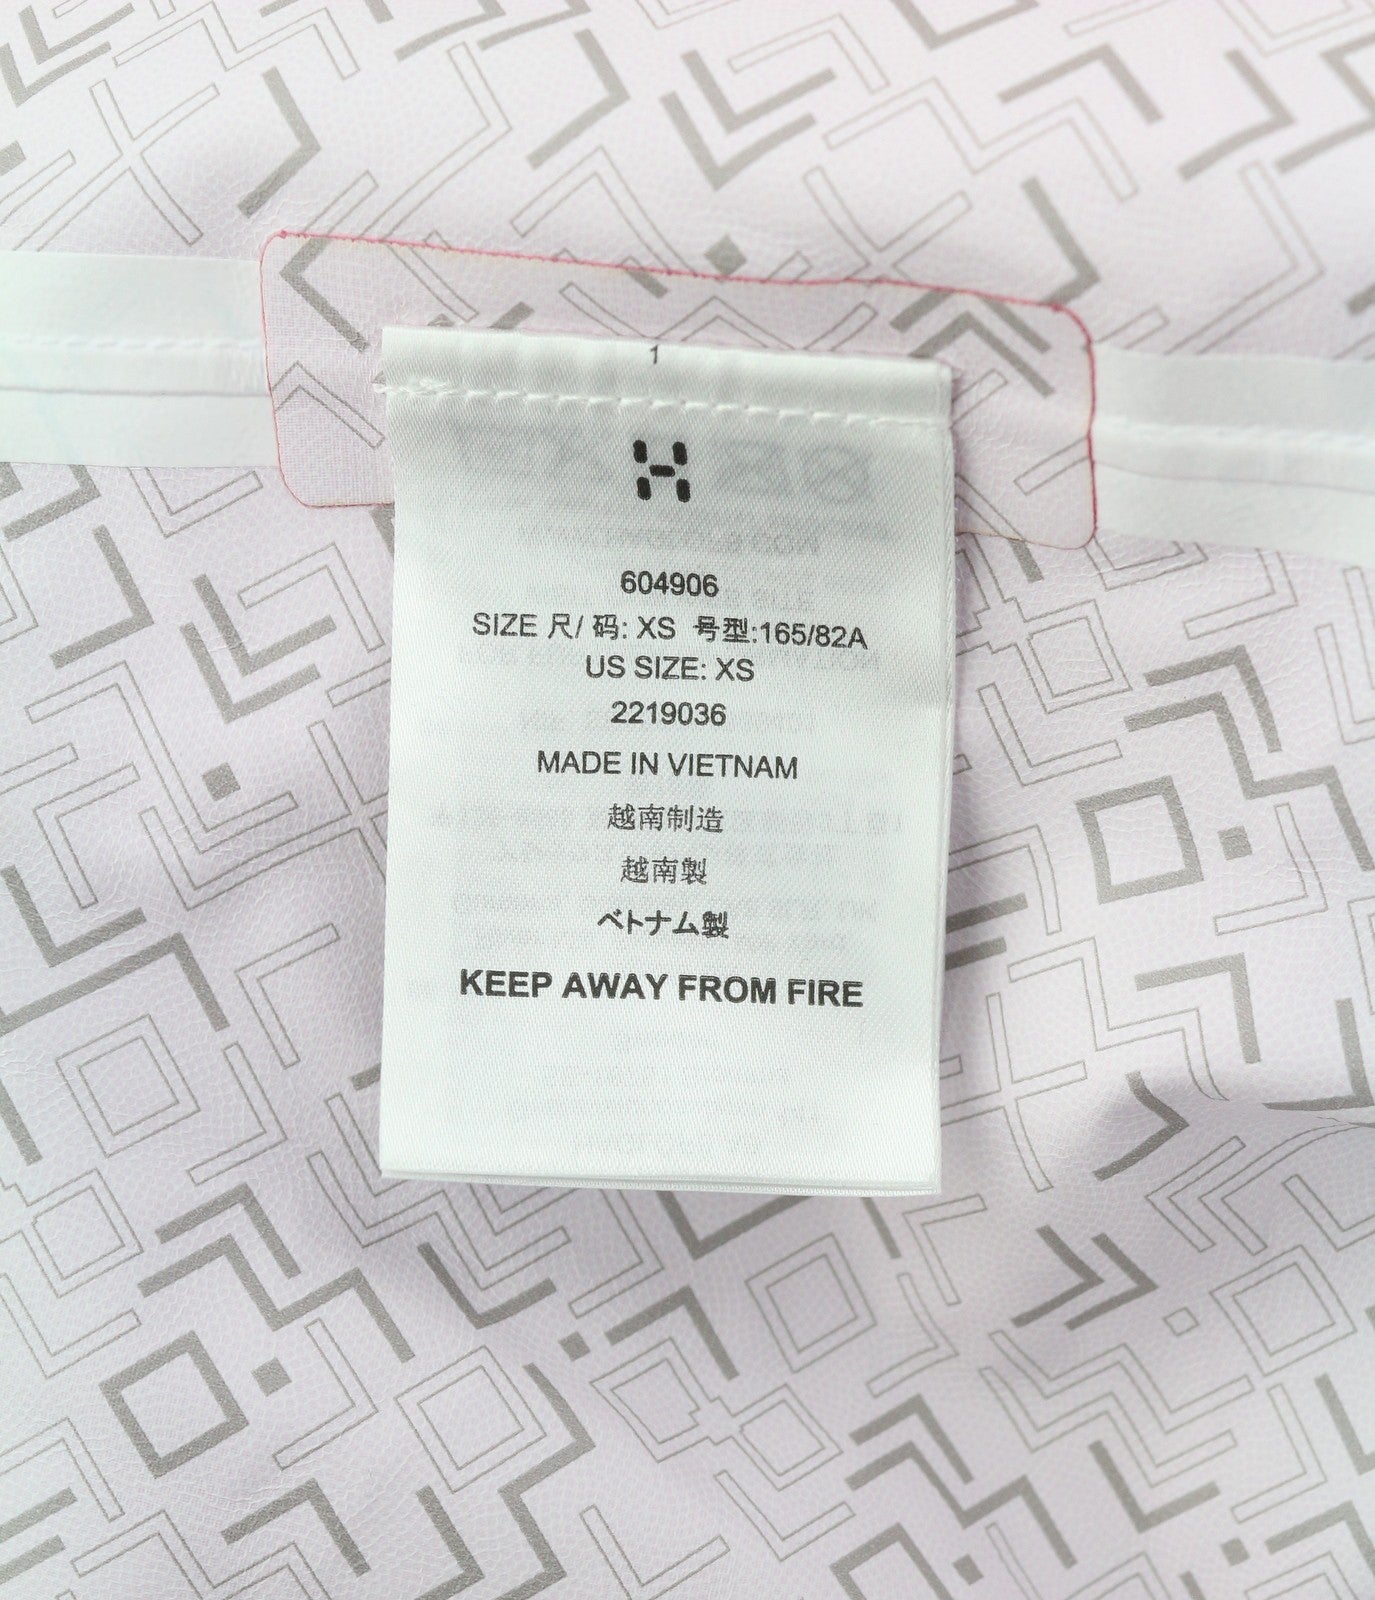 1
604906
SIZE 尺/ 码: XS 号型:165/82A
US SIZE: XS
2219036
MADE IN VIETNAM
越南制造
越南製
ベトナム製
KEEP AWAY FROM FIRE